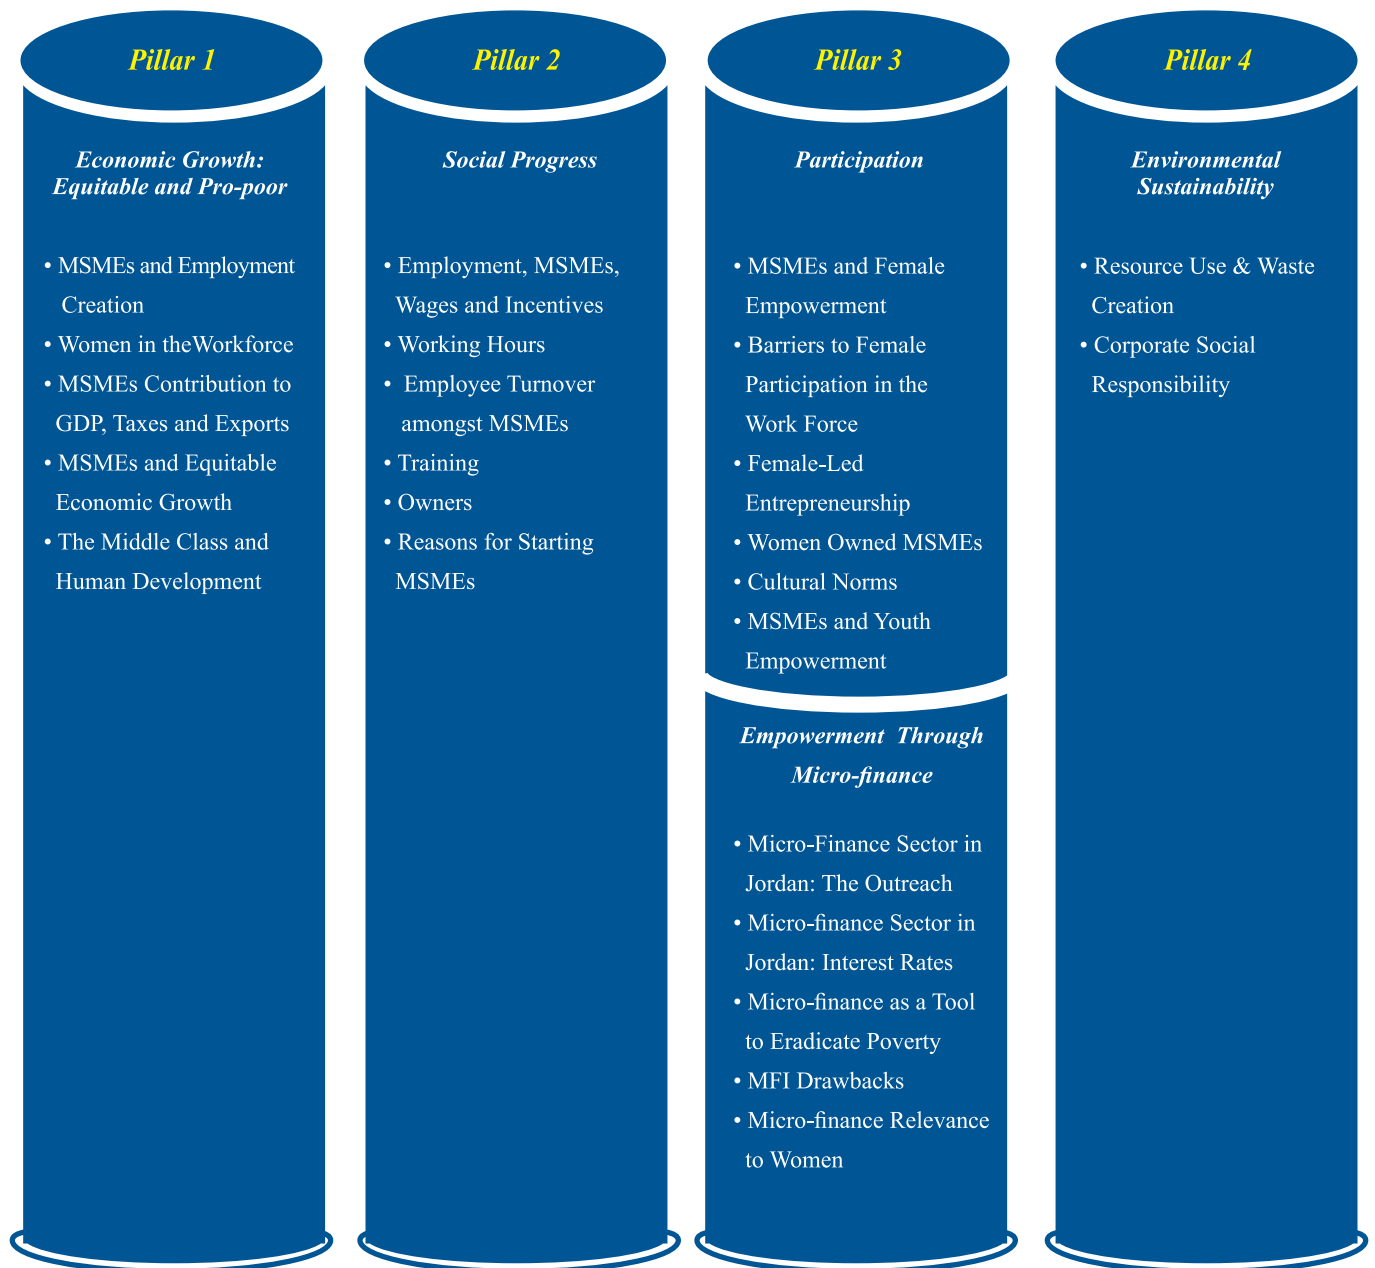 Pillar 1
Economic Growth:
Equitable and Pro-poor
• MSMEs and Employment
Creation
• Women in theWorkforce
• MSMEs Contribution to
GDP, Taxes and Exports
• MSMEs and Equitable
Economic Growth
• The Middle Class and
Human Development
Pillar 2
Social Progress
• Employment, MSMEs,
Wages and Incentives
• Working Hours
• Employee Turnover
amongst MSMEs
• Training
• Owners
• Reasons for Starting
MSMEs
Pillar 3
Participation
• MSMEs and Female
Empowerment
• Barriers to Female
Participation in the
Work Force
• Female-Led
Entrepreneurship
• Women Owned MSMEs
• Cultural Norms
• MSMEs and Youth
Empowerment
Empowerment Through
Micro-finance
• Micro-Finance Sector in
Jordan: The Outreach
• Micro-finance Sector in
Jordan: Interest Rates
• Micro-finance as a Tool
to Eradicate Poverty
• MFI Drawbacks
• Micro-finance Relevance
to Women
Pillar 4
Environmental
Sustainability
• Resource Use & Waste
Creation
• Corporate Social
Responsibility